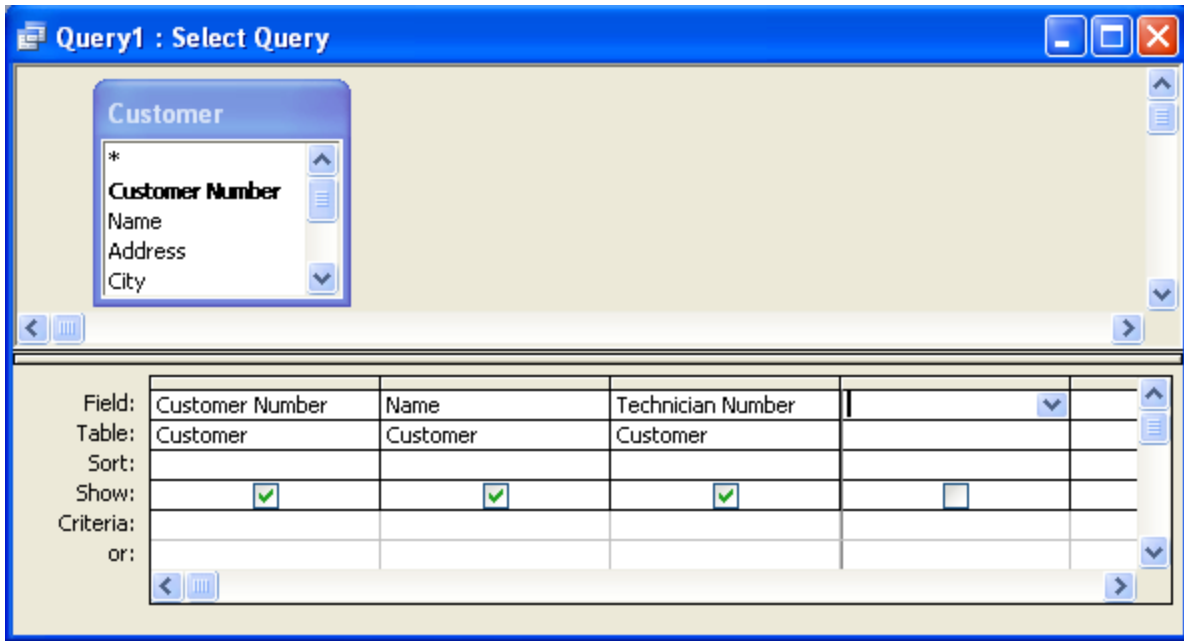 Query1 : Select Query
Customer
*
Customer Number
Name
Address
City
Field: Customer Number Name Technician Number
Table: Customer Customer Customer
Sort:
Show:
Criteria:
or: